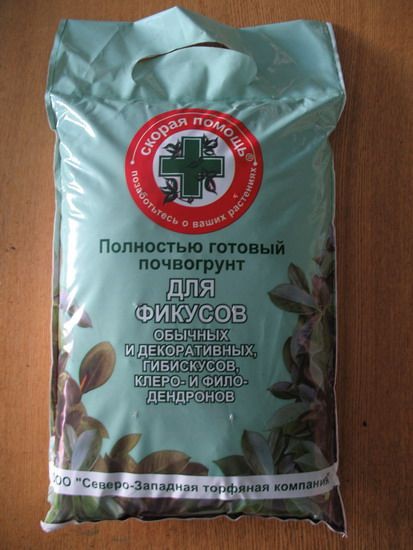 СКОРАЯ ПОМОЩЬ®
позаботьтесь о ваших растениях
Полностью готовый
почвогрунт
ДЛЯ
ФИКУСОВ
ОБЫЧНЫХ
И ДЕКОРАТИВНЫХ,
ГИБИСКУСОВ,
КЛЕРО- И ФИЛО-
ДЕНДРОНОВ
ООО "Северо-Западная торфяная компания"